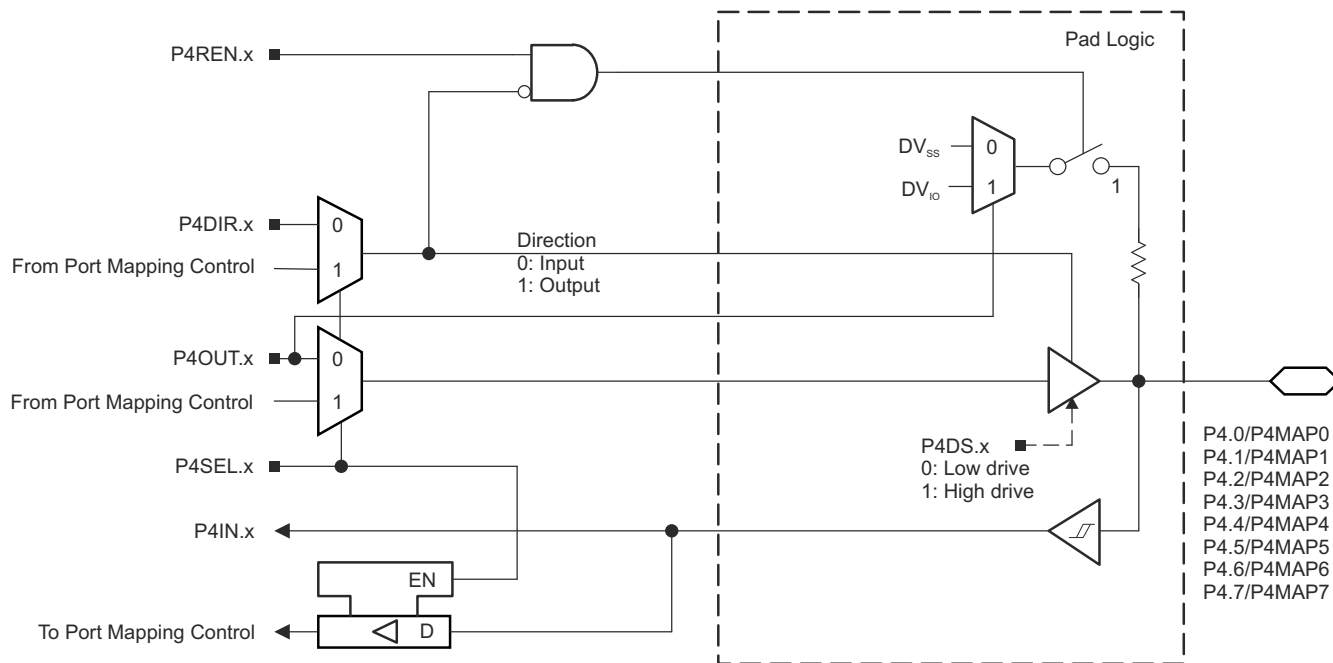 Pad Logic
P4REN.x
DVSS
0
DVIO
1
1
P4DIR.x
0
From Port Mapping Control
1
Direction
0: Input
1: Output
P4OUT.x
0
From Port Mapping Control
1
P4SEL.x
P4DS.x
0: Low drive
1: High drive
P4.0/P4MAP0
P4.1/P4MAP1
P4.2/P4MAP2
P4.3/P4MAP3
P4.4/P4MAP4
P4.5/P4MAP5
P4.6/P4MAP6
P4.7/P4MAP7
P4IN.x
EN
To Port Mapping Control
D